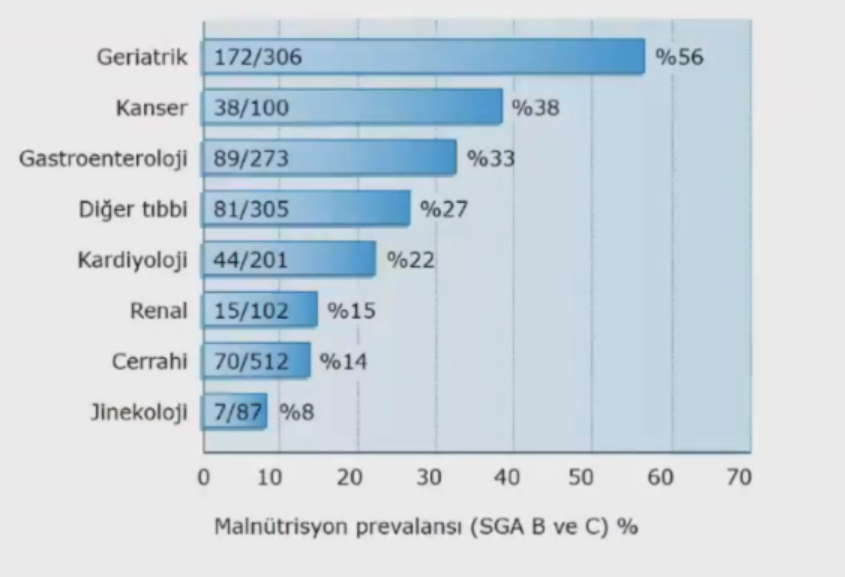 Geriatrik 172/306 %56
Kanser 38/100 %38
Gastroenteroloji 89/273 %33
Diğer tıbbi 81/305 %27
Kardiyoloji 44/201 %22
Renal 15/102 %15
Cerrahi 70/512 %14
Jinekoloji 7/87 %8
0 10 20 30 40 50 60 70
Malnütrisyon prevalansı (SGA B ve C) %